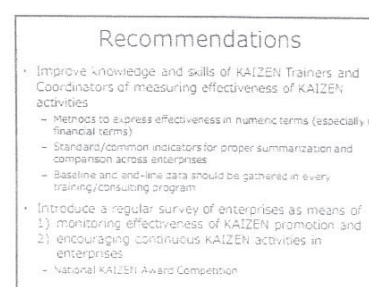 Recommendations
• Improve knowledge and skills of KAIZEN Trainers and
Coordinators of measuring effectiveness of KAIZEN
activities
– Methods to express effectiveness in numeric terms (especially
financial terms)
– Standard/common indicators for proper summarization and
comparison across enterprises
– Baseline and end-line data should be gathered in every
training/consulting program
• Introduce a regular survey of enterprises as means of
1) monitoring effectiveness of KAIZEN promotion and
2) encouraging continuous KAIZEN activities in
enterprises
– National KAIZEN Award Competition